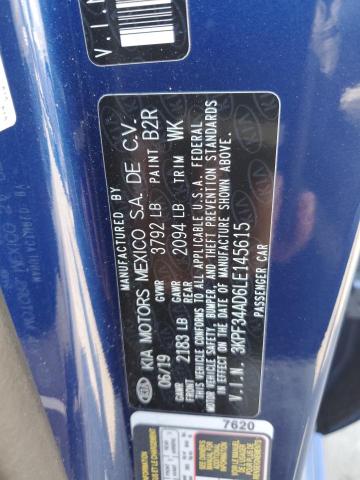 V.I.N
MANUFACTURED BY
KIA MOTORS MEXICO S.A. DE C.V.
06/19 GVWR 3792 LB PAINT B2R
GAWR FRONT 2183 LB GAWR REAR 2094 LB TRIM WK
THIS VEHICLE CONFORMS TO ALL APPLICABLE U.S.A. FEDERAL
MOTOR VEHICLE SAFETY, BUMPER, AND THEFT PREVENTION STANDARDS
IN EFFECT ON THE DATE OF MANUFACTURE SHOWN ABOVE.
V.I.N. 3KPF34AD6LE145615
PASSENGER CAR
KIA
7620